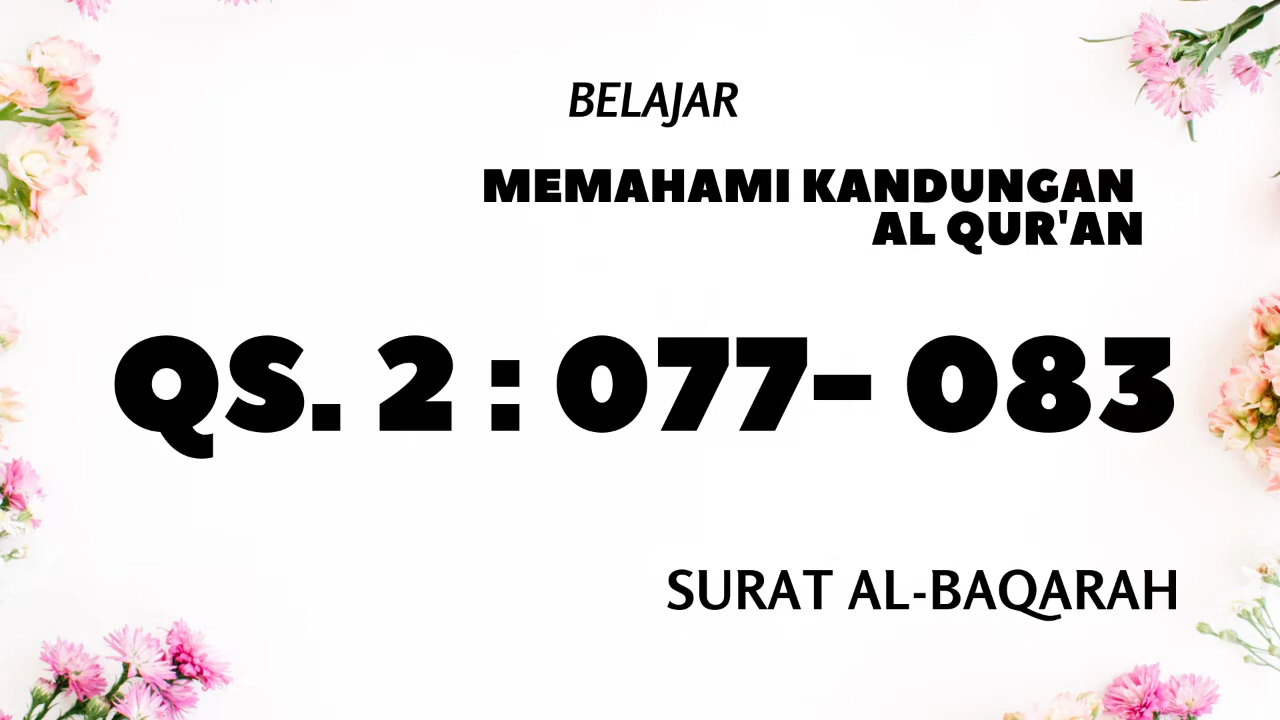 BELAJAR
MEMAHAMI KANDUNGAN
AL QUR'AN
QS. 2 : 077- 083
SURAT AL-BAQARAH